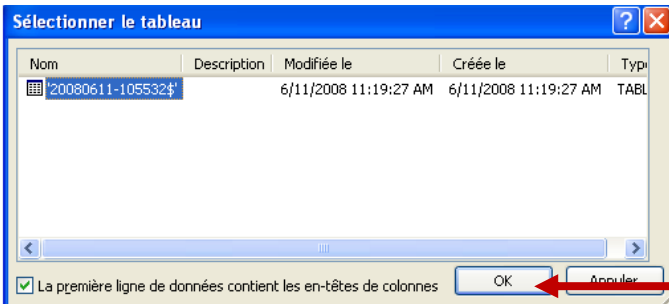 Sélectionner le tableau
Nom Description Modifiée le Créée le Type
'20080611-105532$' 6/11/2008 11:19:27 AM 6/11/2008 11:19:27 AM TABL
La première ligne de données contient les en-têtes de colonnes OK Annuler